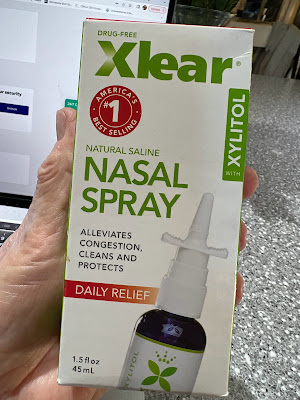 DRUG-FREE
Xlear®
AMERICA'S
#1
BEST SELLING
WITH XYLITOL
NATURAL SALINE
NASAL
SPRAY
ALLEVIATES
CONGESTION,
CLEANS AND
PROTECTS
DAILY RELIEF
1.5 fl oz
45 mL
XYLITOL